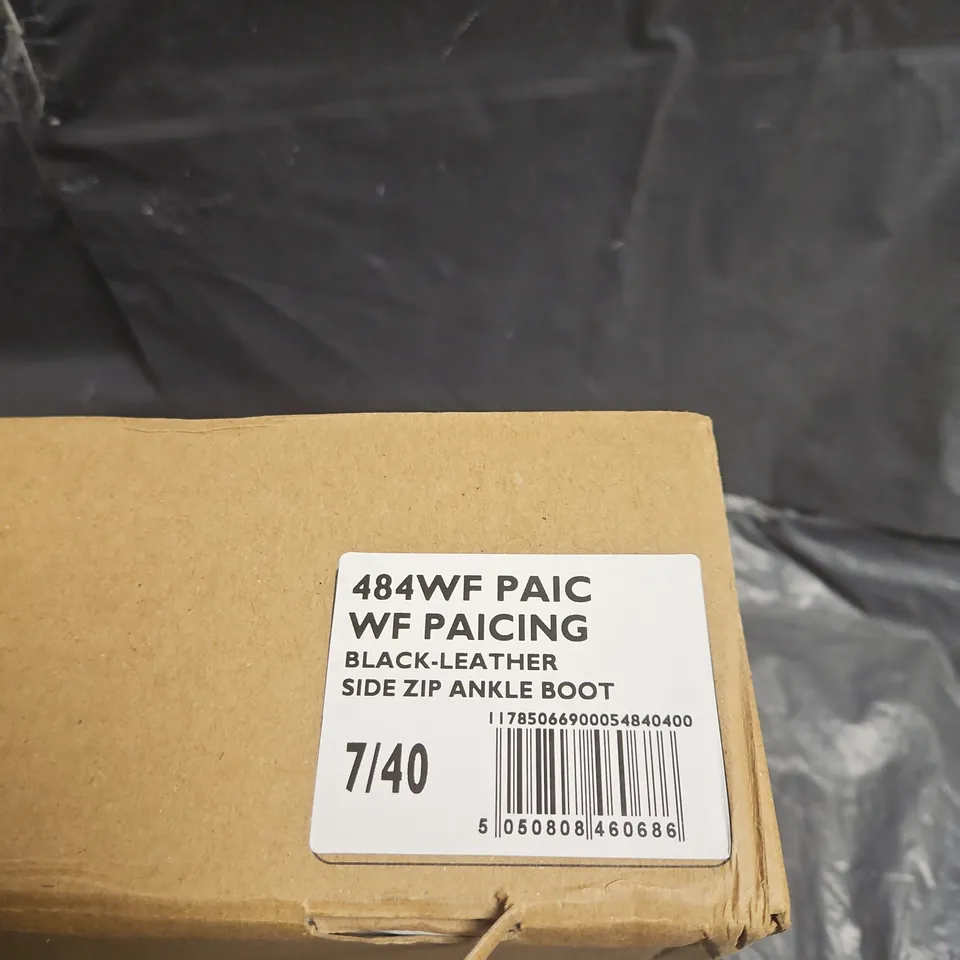 484WF PAIC
WF PAICING
BLACK-LEATHER
SIDE ZIP ANKLE BOOT
11785066900054840400
7/40
5 050808 460686